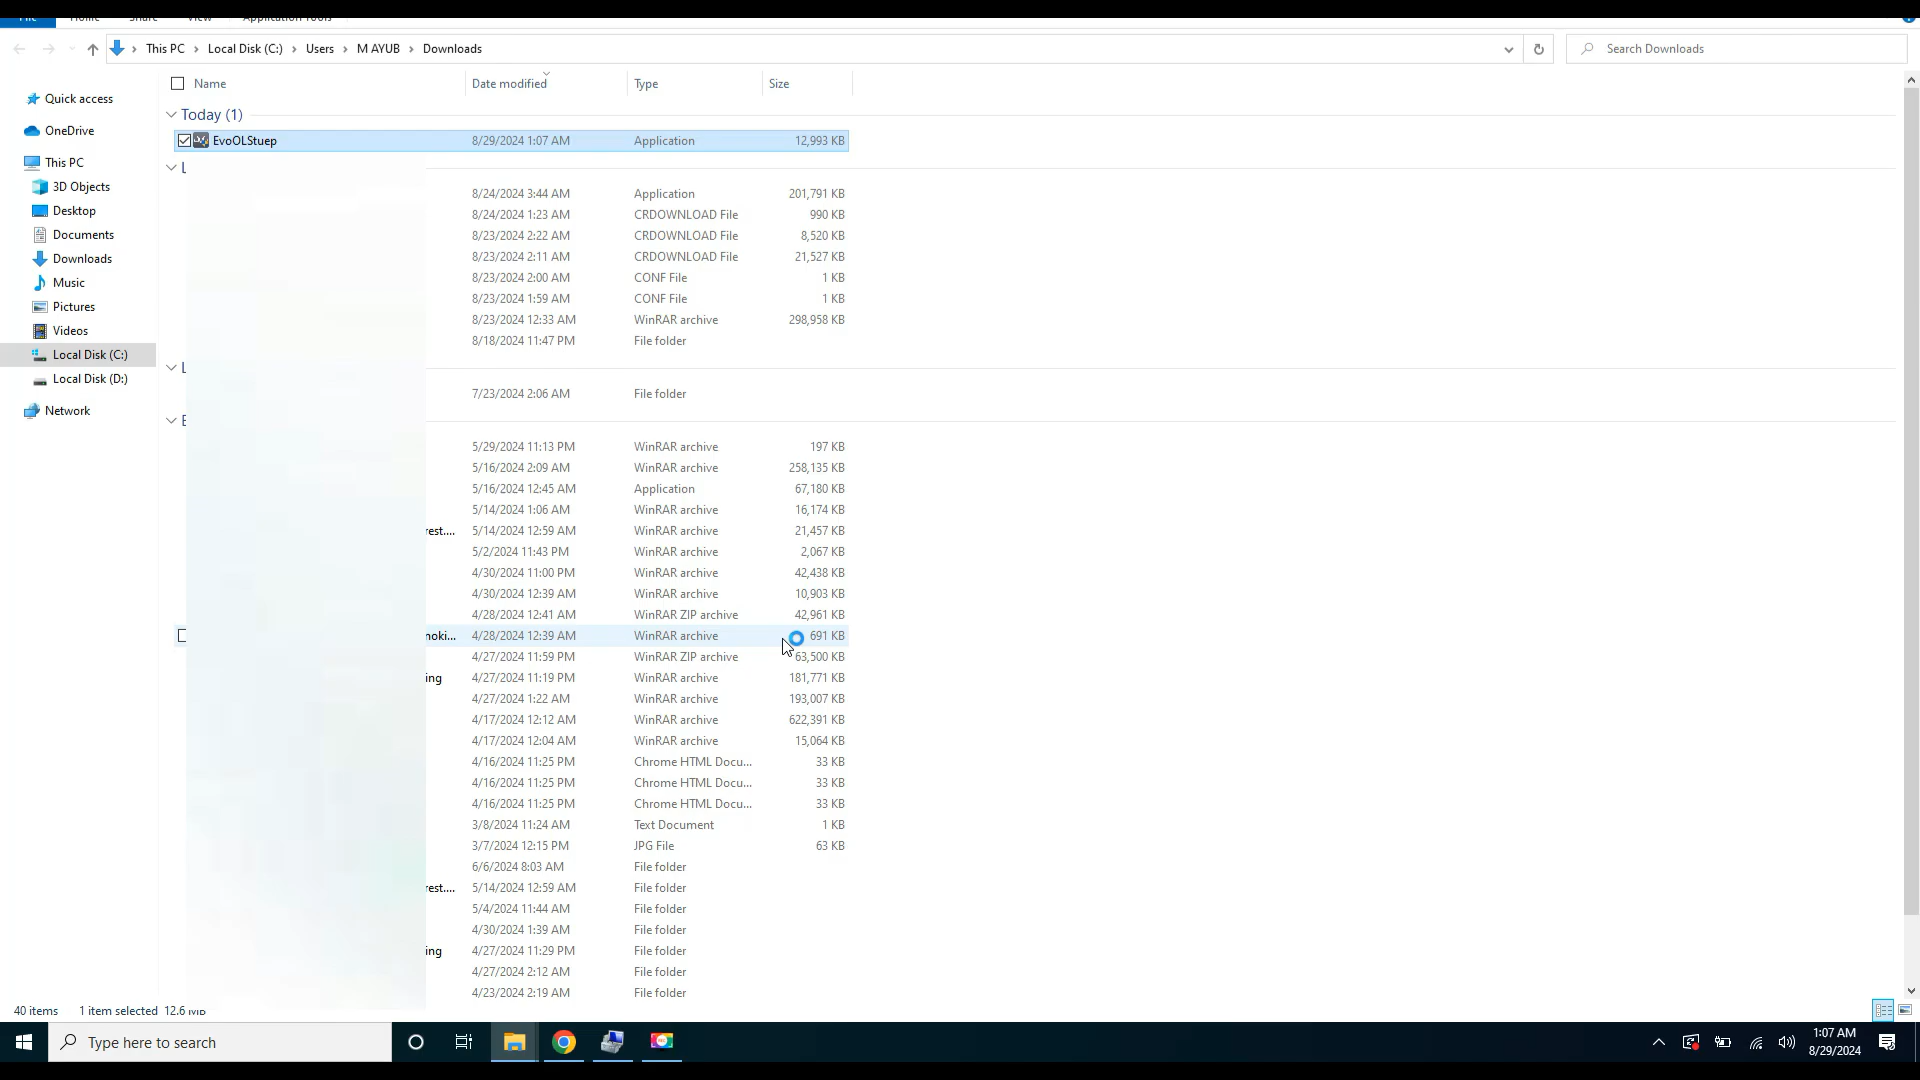 File Home Share View Application Tools
This PC > Local Disk (C:) > Users > M AYUB > Downloads
Search Downloads
Name Date modified Type Size
Quick access
OneDrive
This PC
3D Objects
Desktop
Documents
Downloads
Music
Pictures
Videos
Local Disk (C:)
Local Disk (D:)
Network
Today (1)
EvoOLStuep 8/29/2024 1:07 AM Application 12,993 KB
8/24/2024 3:44 AM Application 201,791 KB
8/24/2024 1:23 AM CRDOWNLOAD File 990 KB
8/23/2024 2:22 AM CRDOWNLOAD File 8,520 KB
8/23/2024 2:11 AM CRDOWNLOAD File 21,527 KB
8/23/2024 2:00 AM CONF File 1 KB
8/23/2024 1:59 AM CONF File 1 KB
8/23/2024 12:33 AM WinRAR archive 298,958 KB
8/18/2024 11:47 PM File folder
7/23/2024 2:06 AM File folder
5/29/2024 11:13 PM WinRAR archive 197 KB
5/16/2024 2:09 AM WinRAR archive 258,135 KB
5/16/2024 12:45 AM Application 67,180 KB
5/14/2024 1:06 AM WinRAR archive 16,174 KB
rest.... 5/14/2024 12:59 AM WinRAR archive 21,457 KB
5/2/2024 11:43 PM WinRAR archive 2,067 KB
4/30/2024 11:00 PM WinRAR archive 42,438 KB
4/30/2024 12:39 AM WinRAR archive 10,903 KB
4/28/2024 12:41 AM WinRAR ZIP archive 42,961 KB
noki... 4/28/2024 12:39 AM WinRAR archive 691 KB
4/27/2024 11:59 PM WinRAR ZIP archive 63,500 KB
ing 4/27/2024 11:19 PM WinRAR archive 181,771 KB
4/27/2024 1:22 AM WinRAR archive 193,007 KB
4/17/2024 12:12 AM WinRAR archive 622,391 KB
4/17/2024 12:04 AM WinRAR archive 15,064 KB
4/16/2024 11:25 PM Chrome HTML Docu... 33 KB
4/16/2024 11:25 PM Chrome HTML Docu... 33 KB
4/16/2024 11:25 PM Chrome HTML Docu... 33 KB
3/8/2024 11:24 AM Text Document 1 KB
3/7/2024 12:15 PM JPG File 63 KB
6/6/2024 8:03 AM File folder
rest.... 5/14/2024 12:59 AM File folder
5/4/2024 11:44 AM File folder
4/30/2024 1:39 AM File folder
ing 4/27/2024 11:29 PM File folder
4/27/2024 2:12 AM File folder
4/23/2024 2:19 AM File folder
40 items 1 item selected 12.6 MB
Type here to search
1:07 AM
8/29/2024